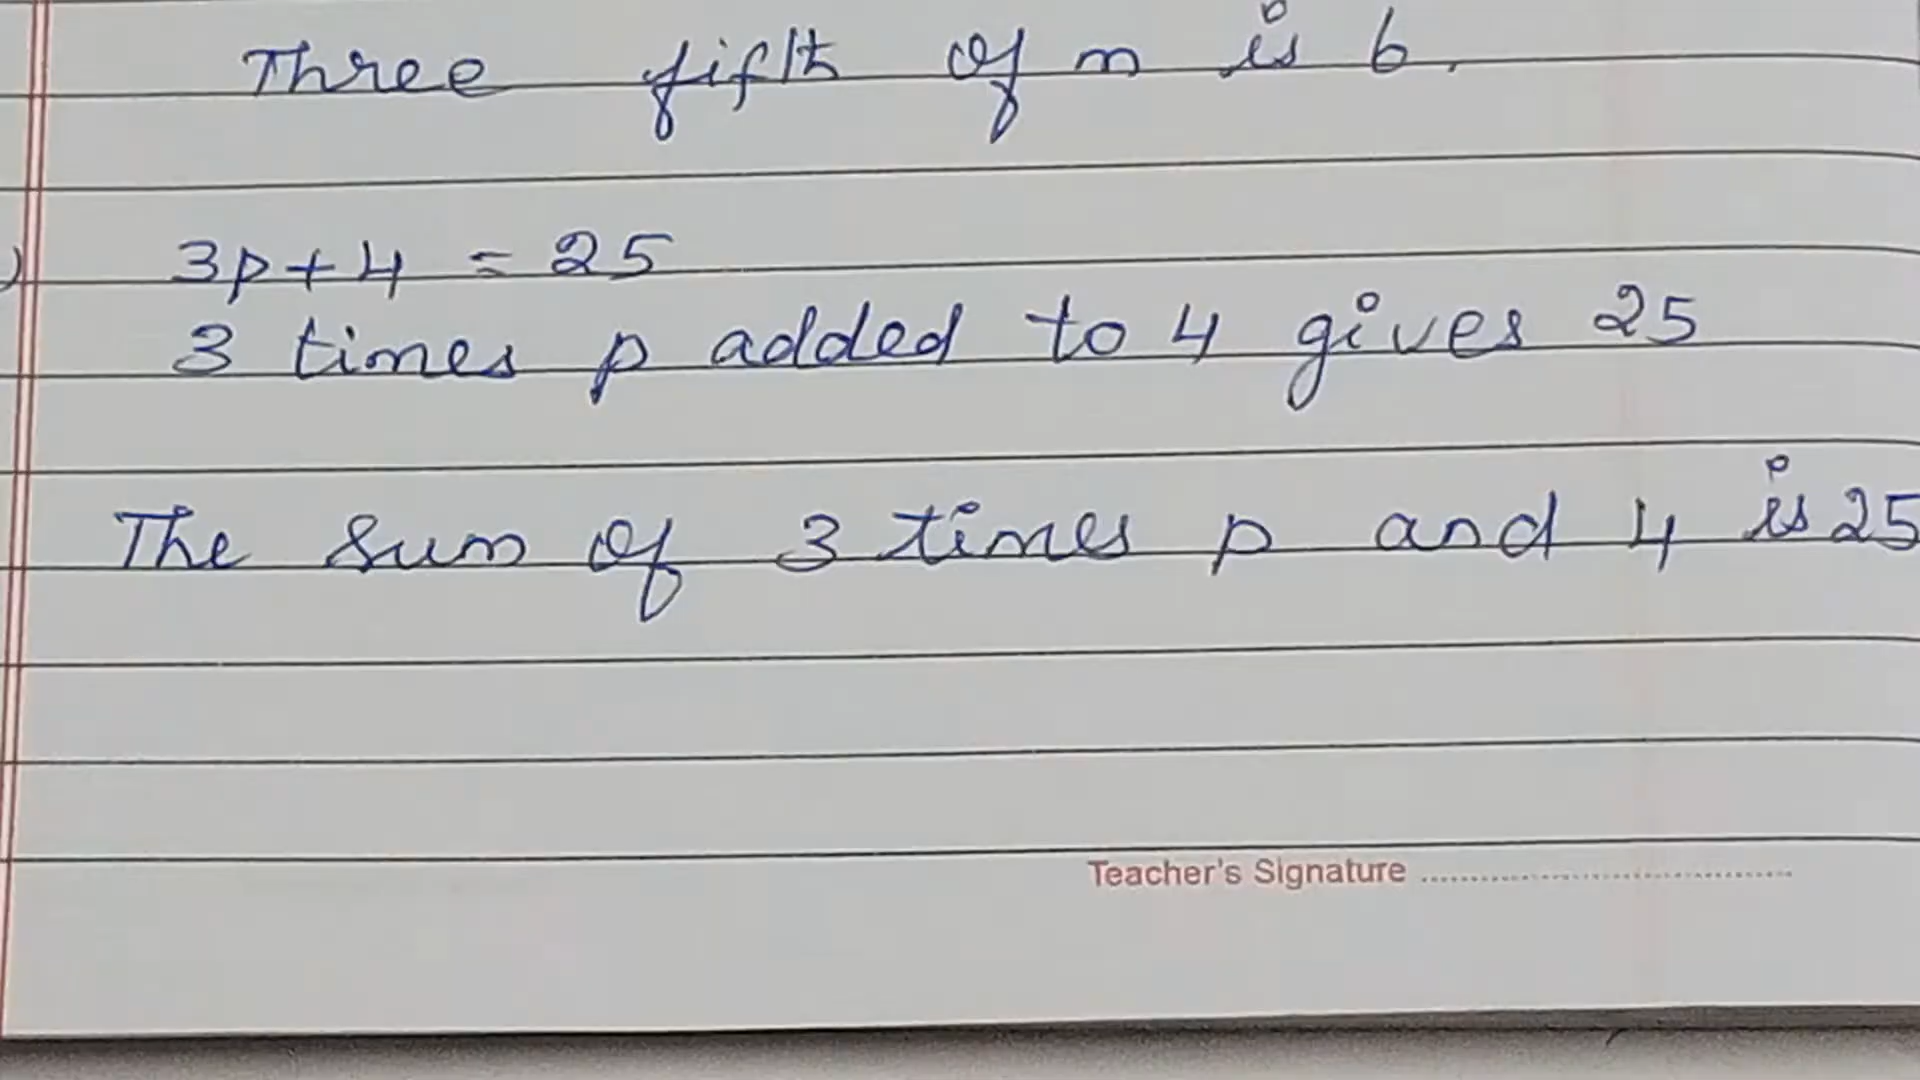 Three fifth of m is 6.
) 3p+4 = 25
3 times p added to 4 gives 25
The sum of 3 times p and 4 is 25
Teacher's Signature ........................................